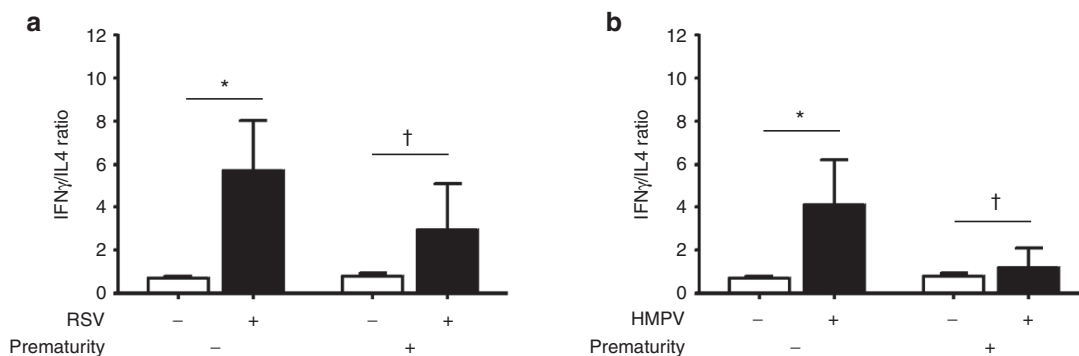 a
12
10
8
6
4
2
0
IFNγ/IL4 ratio
*
†
RSV – + – +
Prematurity – +
b
12
10
8
6
4
2
0
IFNγ/IL4 ratio
*
†
HMPV – + – +
Prematurity – +